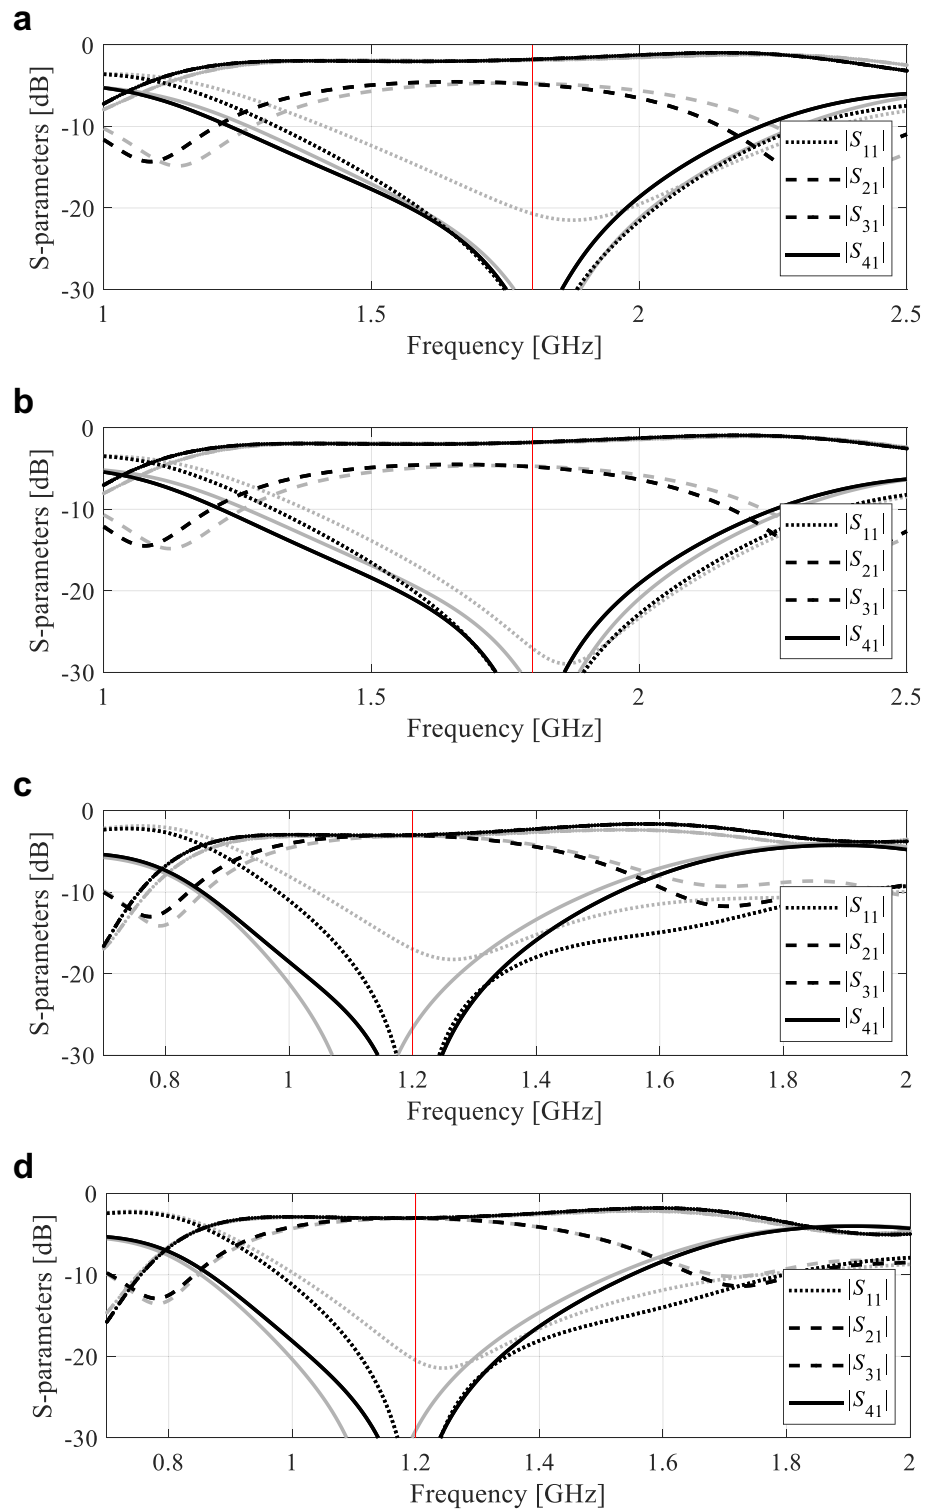 a
0
-10
-20
-30
S-parameters [dB]
|S11|
|S21|
|S31|
|S41|
1
1.5
2
2.5
Frequency [GHz]
b
0
-10
-20
-30
S-parameters [dB]
|S11|
|S21|
|S31|
|S41|
1
1.5
2
2.5
Frequency [GHz]
c
0
-10
-20
-30
S-parameters [dB]
|S11|
|S21|
|S31|
|S41|
0.8
1
1.2
1.4
1.6
1.8
2
Frequency [GHz]
d
0
-10
-20
-30
S-parameters [dB]
|S11|
|S21|
|S31|
|S41|
0.8
1
1.2
1.4
1.6
1.8
2
Frequency [GHz]